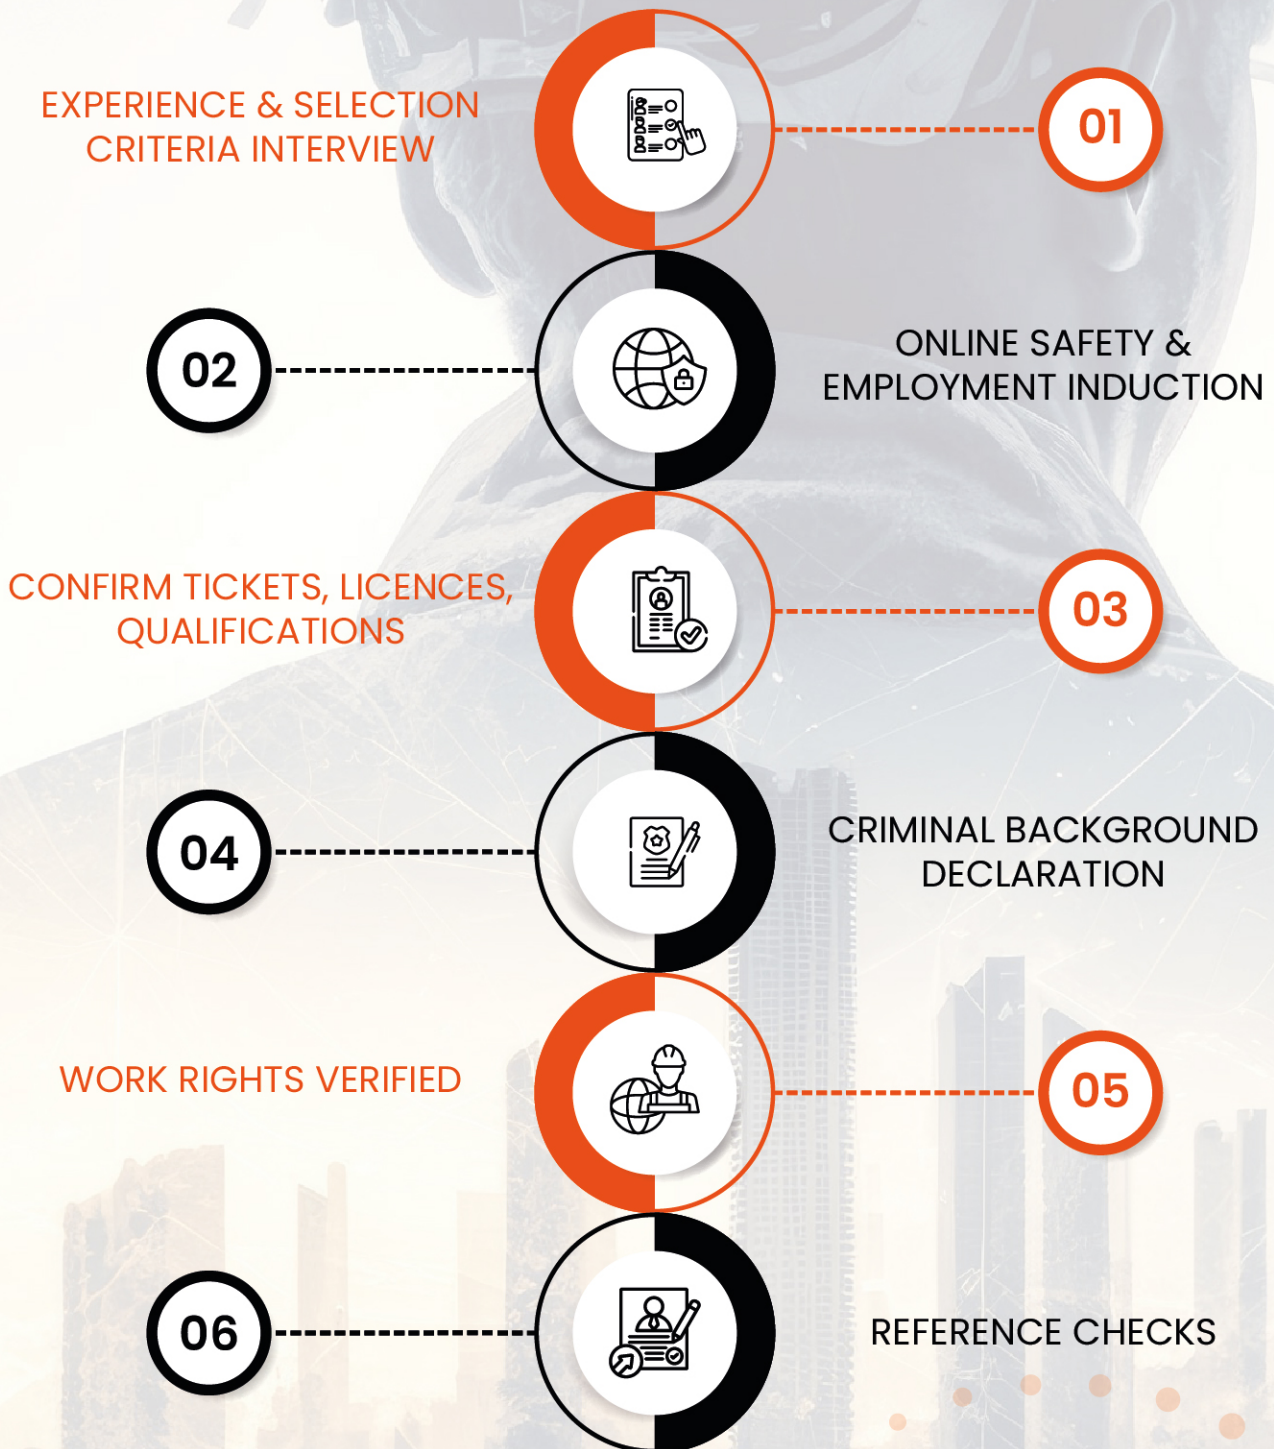 EXPERIENCE & SELECTION
CRITERIA INTERVIEW
01
02
ONLINE SAFETY &
EMPLOYMENT INDUCTION
CONFIRM TICKETS, LICENCES,
QUALIFICATIONS
03
04
CRIMINAL BACKGROUND
DECLARATION
WORK RIGHTS VERIFIED
05
06
REFERENCE CHECKS